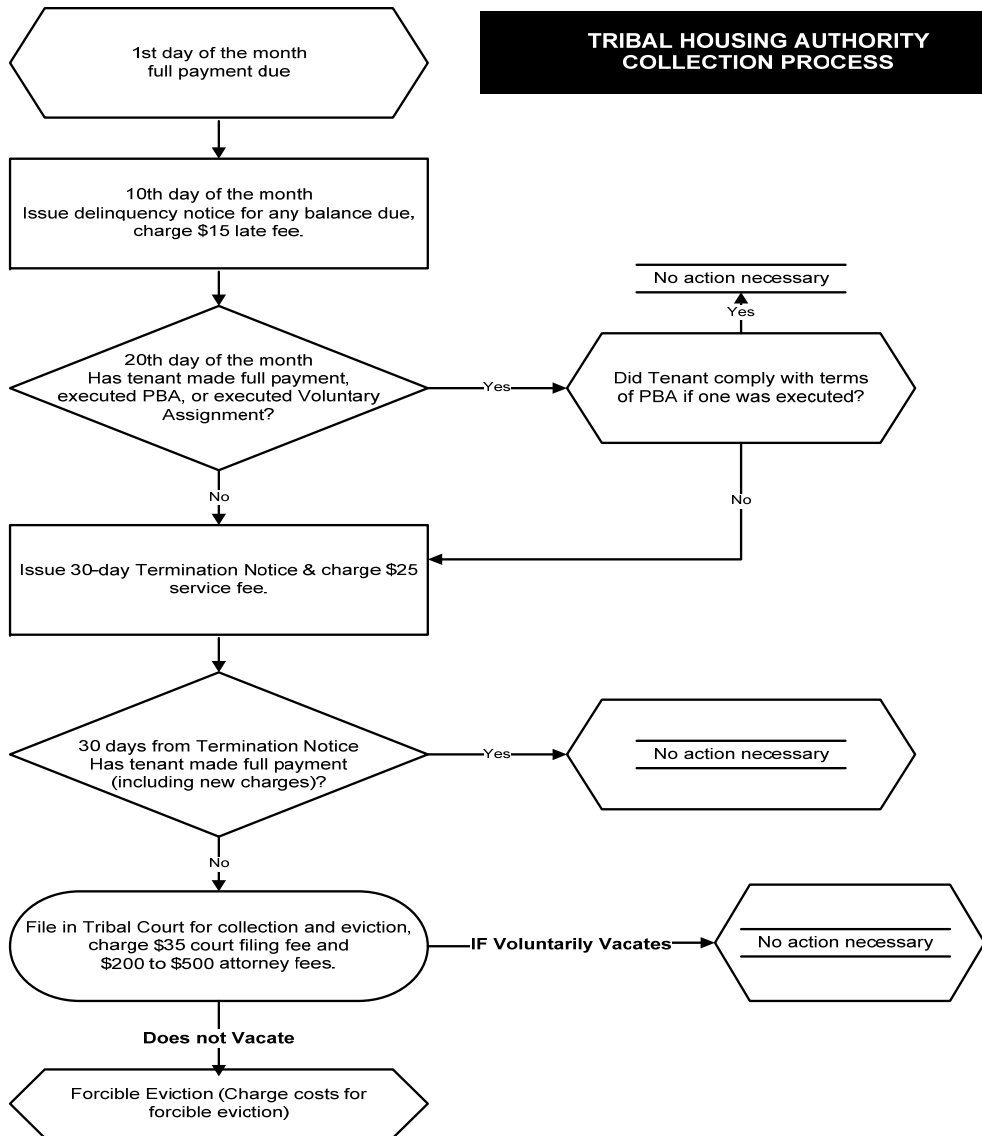 TRIBAL HOUSING AUTHORITY
COLLECTION PROCESS
1st day of the month
full payment due
10th day of the month
Issue delinquency notice for any balance due,
charge $15 late fee.
20th day of the month
Has tenant made full payment,
executed PBA, or executed Voluntary
Assignment?
Yes
Did Tenant comply with terms
of PBA if one was executed?
Yes
No action necessary
No
No
Issue 30-day Termination Notice & charge $25
service fee.
30 days from Termination Notice
Has tenant made full payment
(including new charges)?
Yes
No action necessary
No
File in Tribal Court for collection and eviction,
charge $35 court filing fee and
$200 to $500 attorney fees.
IF Voluntarily Vacates
No action necessary
Does not Vacate
Forcible Eviction (Charge costs for
forcible eviction)